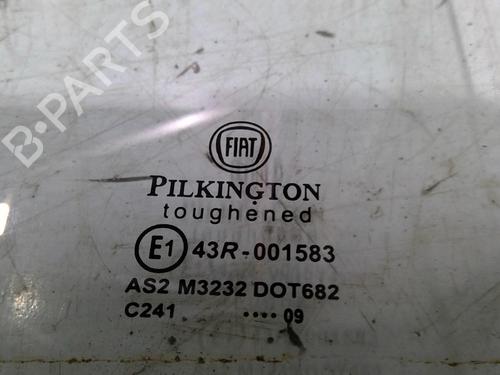 B-PARTS
FIAT
PILKINGTON
toughened
E1 43R-001583
AS2 M3232 DOT682
C241 .
.... 09